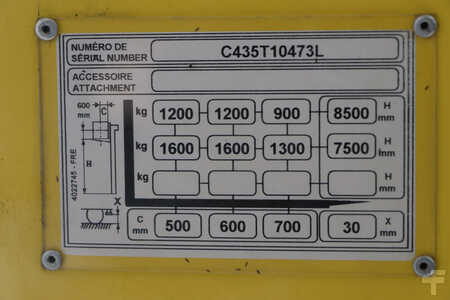 NUMÉRO DE
SÉRIAL NUMBER
C435T10473L
ACCESSOIRE
ATTACHMENT
600 mm
C
H
X
4022745 - FRE
kg 1200 1200 900 8500 H mm
kg 1600 1600 1300 7500 H mm
kg H mm
C mm 500 600 700 30 X mm